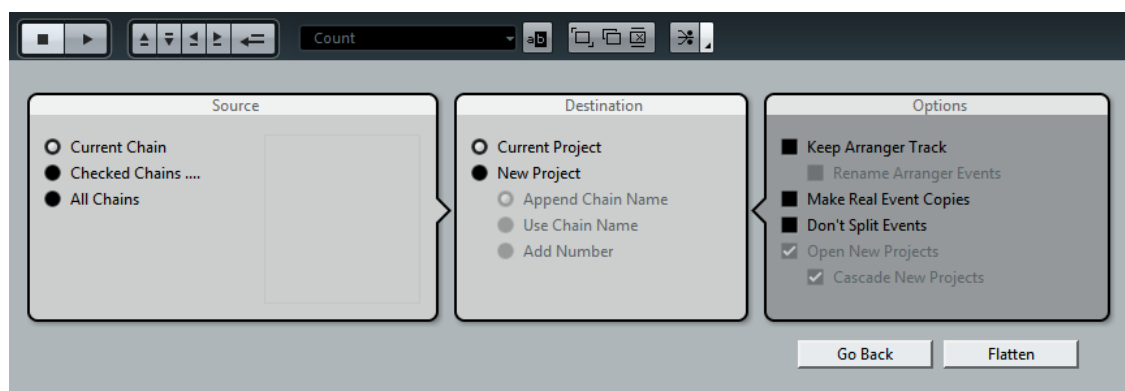 Count
ab
Source
Current Chain
Checked Chains ....
All Chains
Destination
Current Project
New Project
Append Chain Name
Use Chain Name
Add Number
Options
Keep Arranger Track
Rename Arranger Events
Make Real Event Copies
Don't Split Events
Open New Projects
Cascade New Projects
Go Back
Flatten